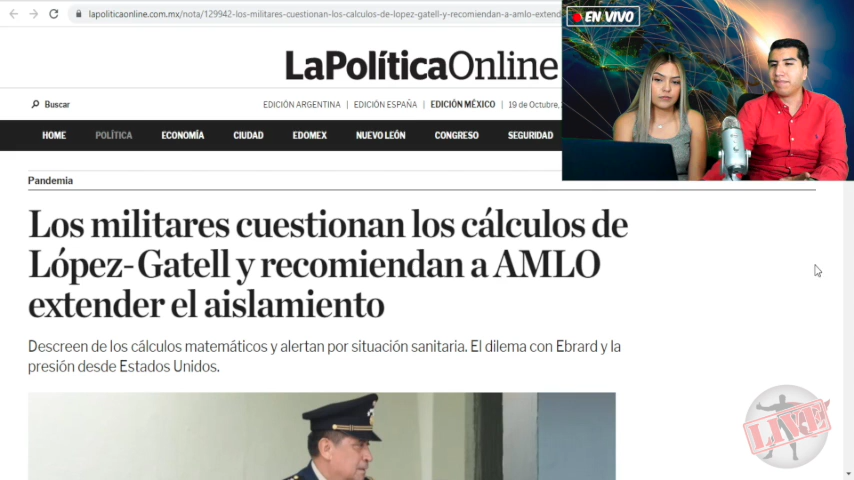 lapoliticaonline.com.mx/nota/129942-los-militares-cuestionan-los-calculos-de-lopez-gatell-y-recomiendan-a-amlo-extend
EN VIVO
LaPolíticaOnline
Buscar
EDICIÓN ARGENTINA | EDICIÓN ESPAÑA | EDICIÓN MÉXICO | 19 de Octubre,
HOME POLÍTICA ECONOMÍA CIUDAD EDOMEX NUEVO LEÓN CONGRESO SEGURIDAD
Pandemia
Los militares cuestionan los cálculos de
López-Gatell y recomiendan a AMLO
extender el aislamiento
Descreen de los cálculos matemáticos y alertan por situación sanitaria. El dilema con Ebrard y la
presión desde Estados Unidos.
LIVE